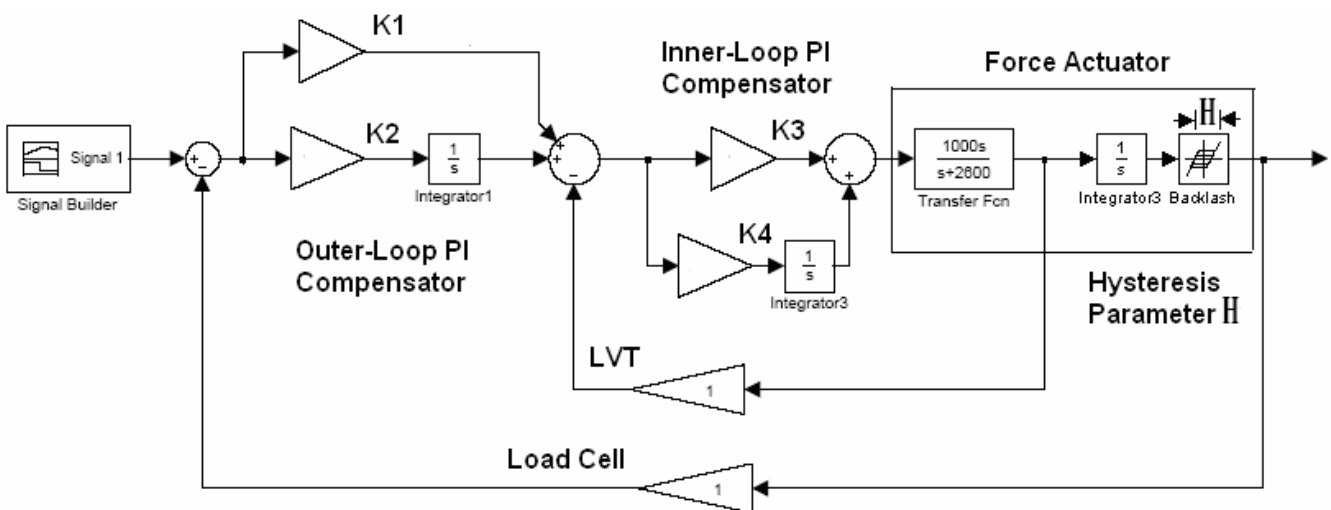 K1
Inner-Loop PI
Compensator
Force Actuator
H
K2
K3
Signal 1
+
-
1
s
+
+
-
+
+
1000s
s+2600
1
s
Signal Builder
Integrator1
Transfer Fcn
Integrator3
Backlash
K4
1
s
Outer-Loop PI
Compensator
Integrator3
Hysteresis
Parameter H
LVT
1
Load Cell
1